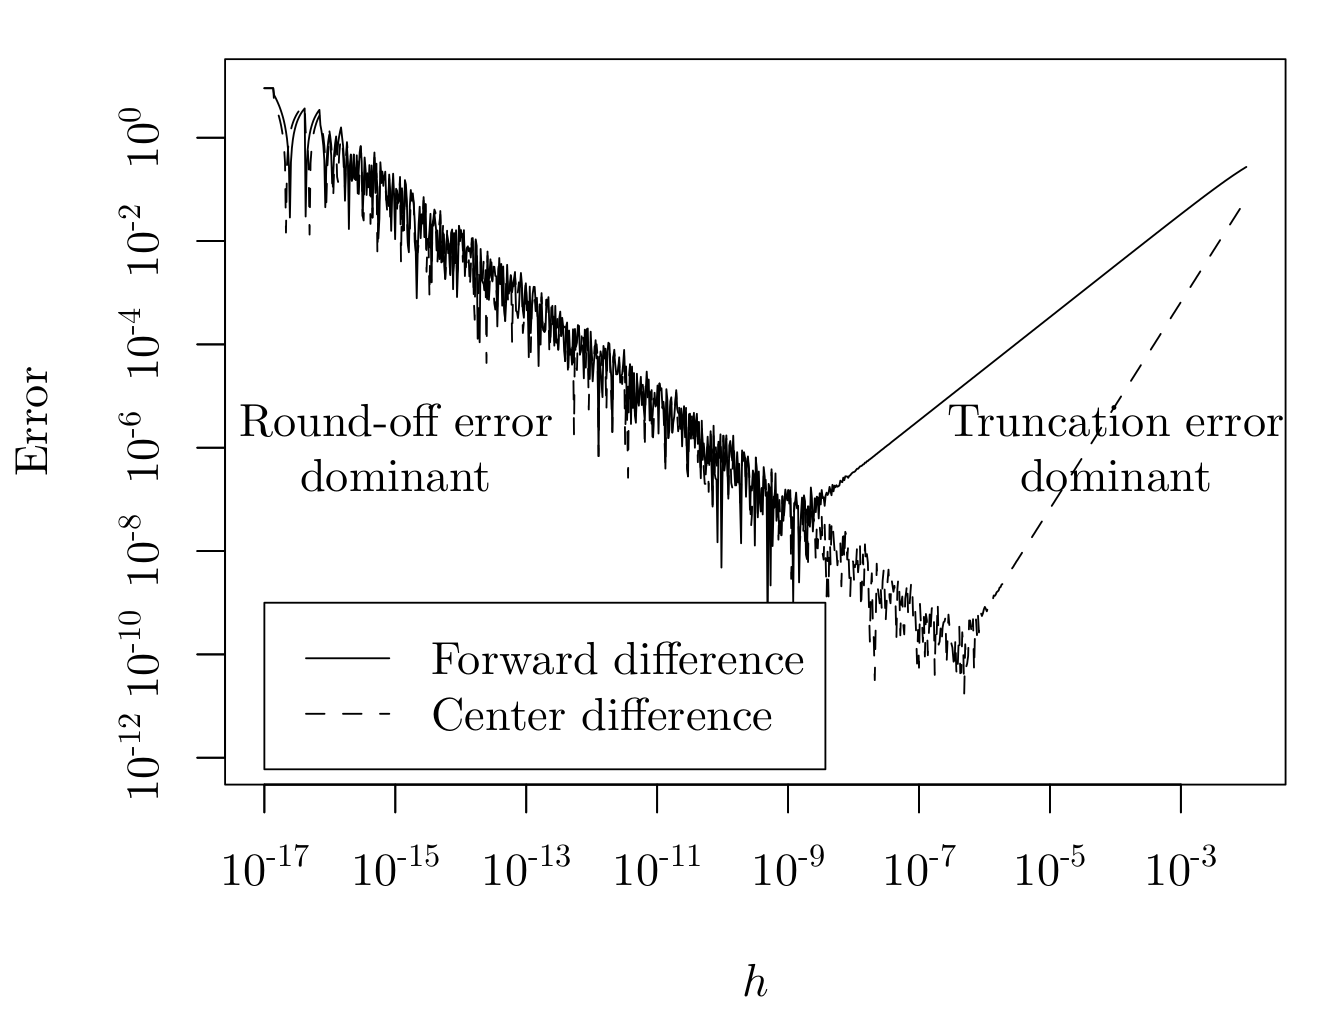 Error
10^0
10^-2
10^-4
10^-6
10^-8
10^-10
10^-12
Round-off error
dominant
Truncation error
dominant
Forward difference
Center difference
10^-17 10^-15 10^-13 10^-11 10^-9 10^-7 10^-5 10^-3
h